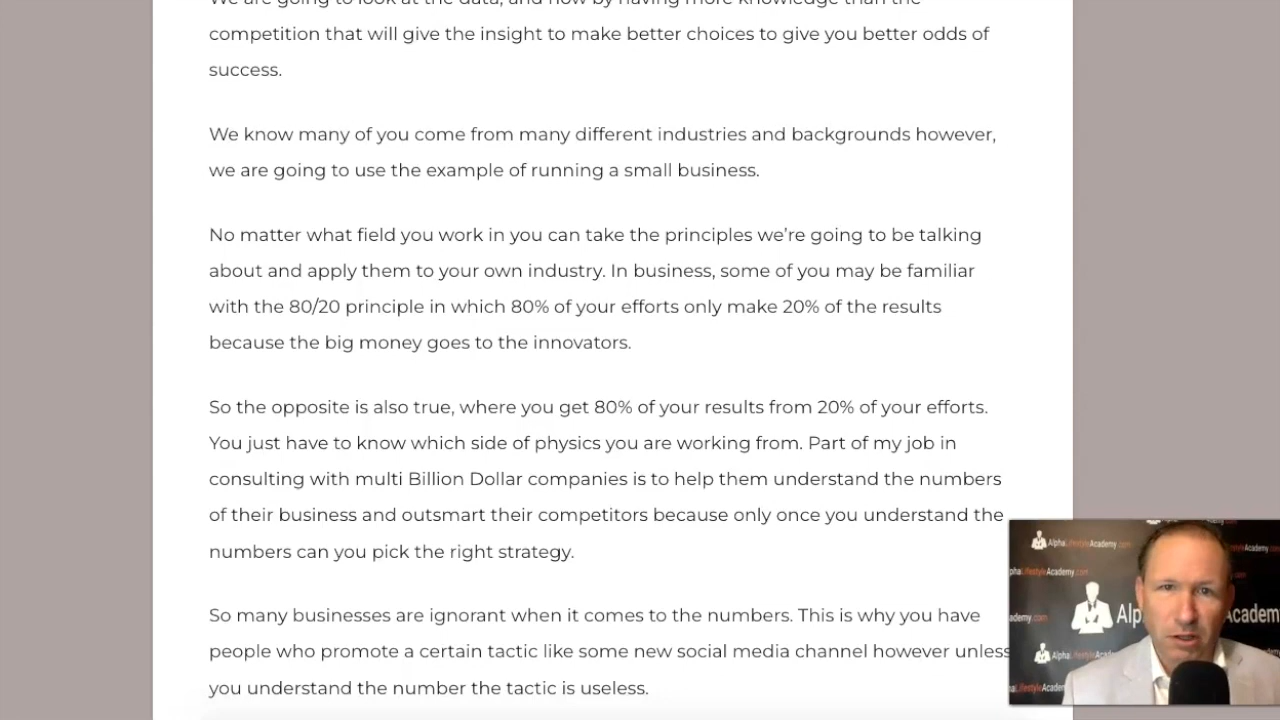 competition that will give the insight to make better choices to give you better odds of
success.
We know many of you come from many different industries and backgrounds however,
we are going to use the example of running a small business.
No matter what field you work in you can take the principles we’re going to be talking
about and apply them to your own industry. In business, some of you may be familiar
with the 80/20 principle in which 80% of your efforts only make 20% of the results
because the big money goes to the innovators.
So the opposite is also true, where you get 80% of your results from 20% of your efforts.
You just have to know which side of physics you are working from. Part of my job in
consulting with multi Billion Dollar companies is to help them understand the numbers
of their business and outsmart their competitors because only once you understand the
numbers can you pick the right strategy.
So many businesses are ignorant when it comes to the numbers. This is why you have
people who promote a certain tactic like some new social media channel however unless
you understand the number the tactic is useless.
AlphaLifestyleAcademy.com